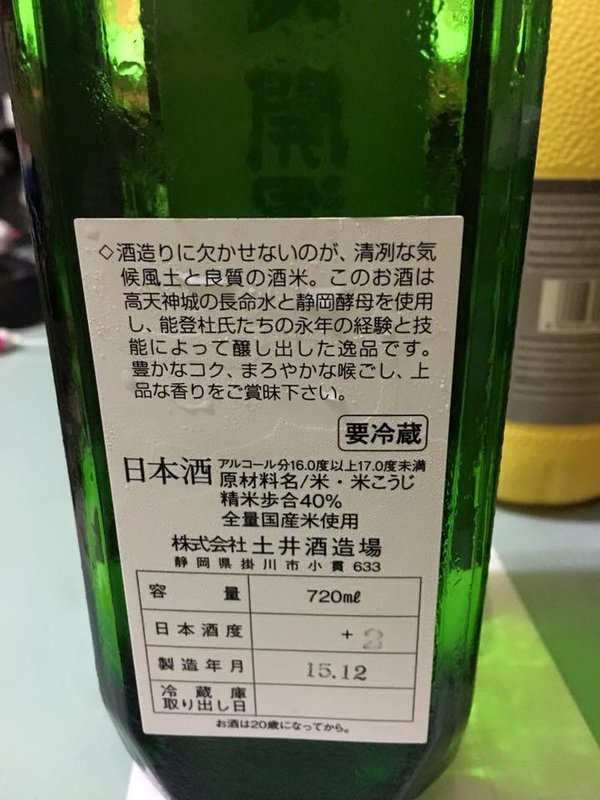 開
◇酒造りに欠かせないのが、清冽な気
候風土と良質の酒米。このお酒は
高天神城の長命水と静岡酵母を使用
し、能登杜氏たちの永年の経験と技
能によって醸し出した逸品です。
豊かなコク、まろやかな喉ごし、上
品な香りをご賞味下さい。
要冷蔵
日本酒 アルコール分16.0度以上17.0度未満
原材料名/米・米こうじ
精米歩合40%
全量国産米使用
株式会社 土井酒造場
静岡県掛川市小貫633
容量 720mℓ
日本酒度 +2
製造年月 15.12
冷蔵庫
取り出し日
お酒は20歳になってから。